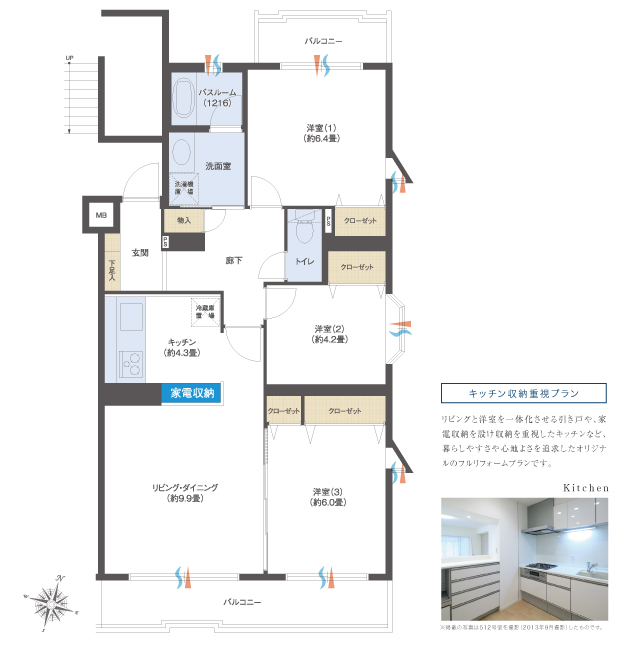 バルコニー
UP
バスルーム
(1216)
洋室(1)
(約6.4畳)
洗面室
洗濯機
置場
MB
物入
PS
クローゼット
玄関
PS
廊下
トイレ
下足入
クローゼット
冷蔵庫
置場
キッチン
(約4.3畳)
洋室(2)
(約4.2畳)
家電収納
クローゼット
クローゼット
キッチン収納重視プラン
リビングと洋室を一体化させる引き戸や、家
電収納を設け収納を重視したキッチンなど、
暮らしやすさや心地よさを追求したオリジナ
ルのフルリフォームプランです。
リビング・ダイニング
(約9.9畳)
洋室(3)
(約6.0畳)
Kitchen
N
W
E
S
バルコニー
※掲載の写真は512号室を撮影(2013年9月撮影)したものです。